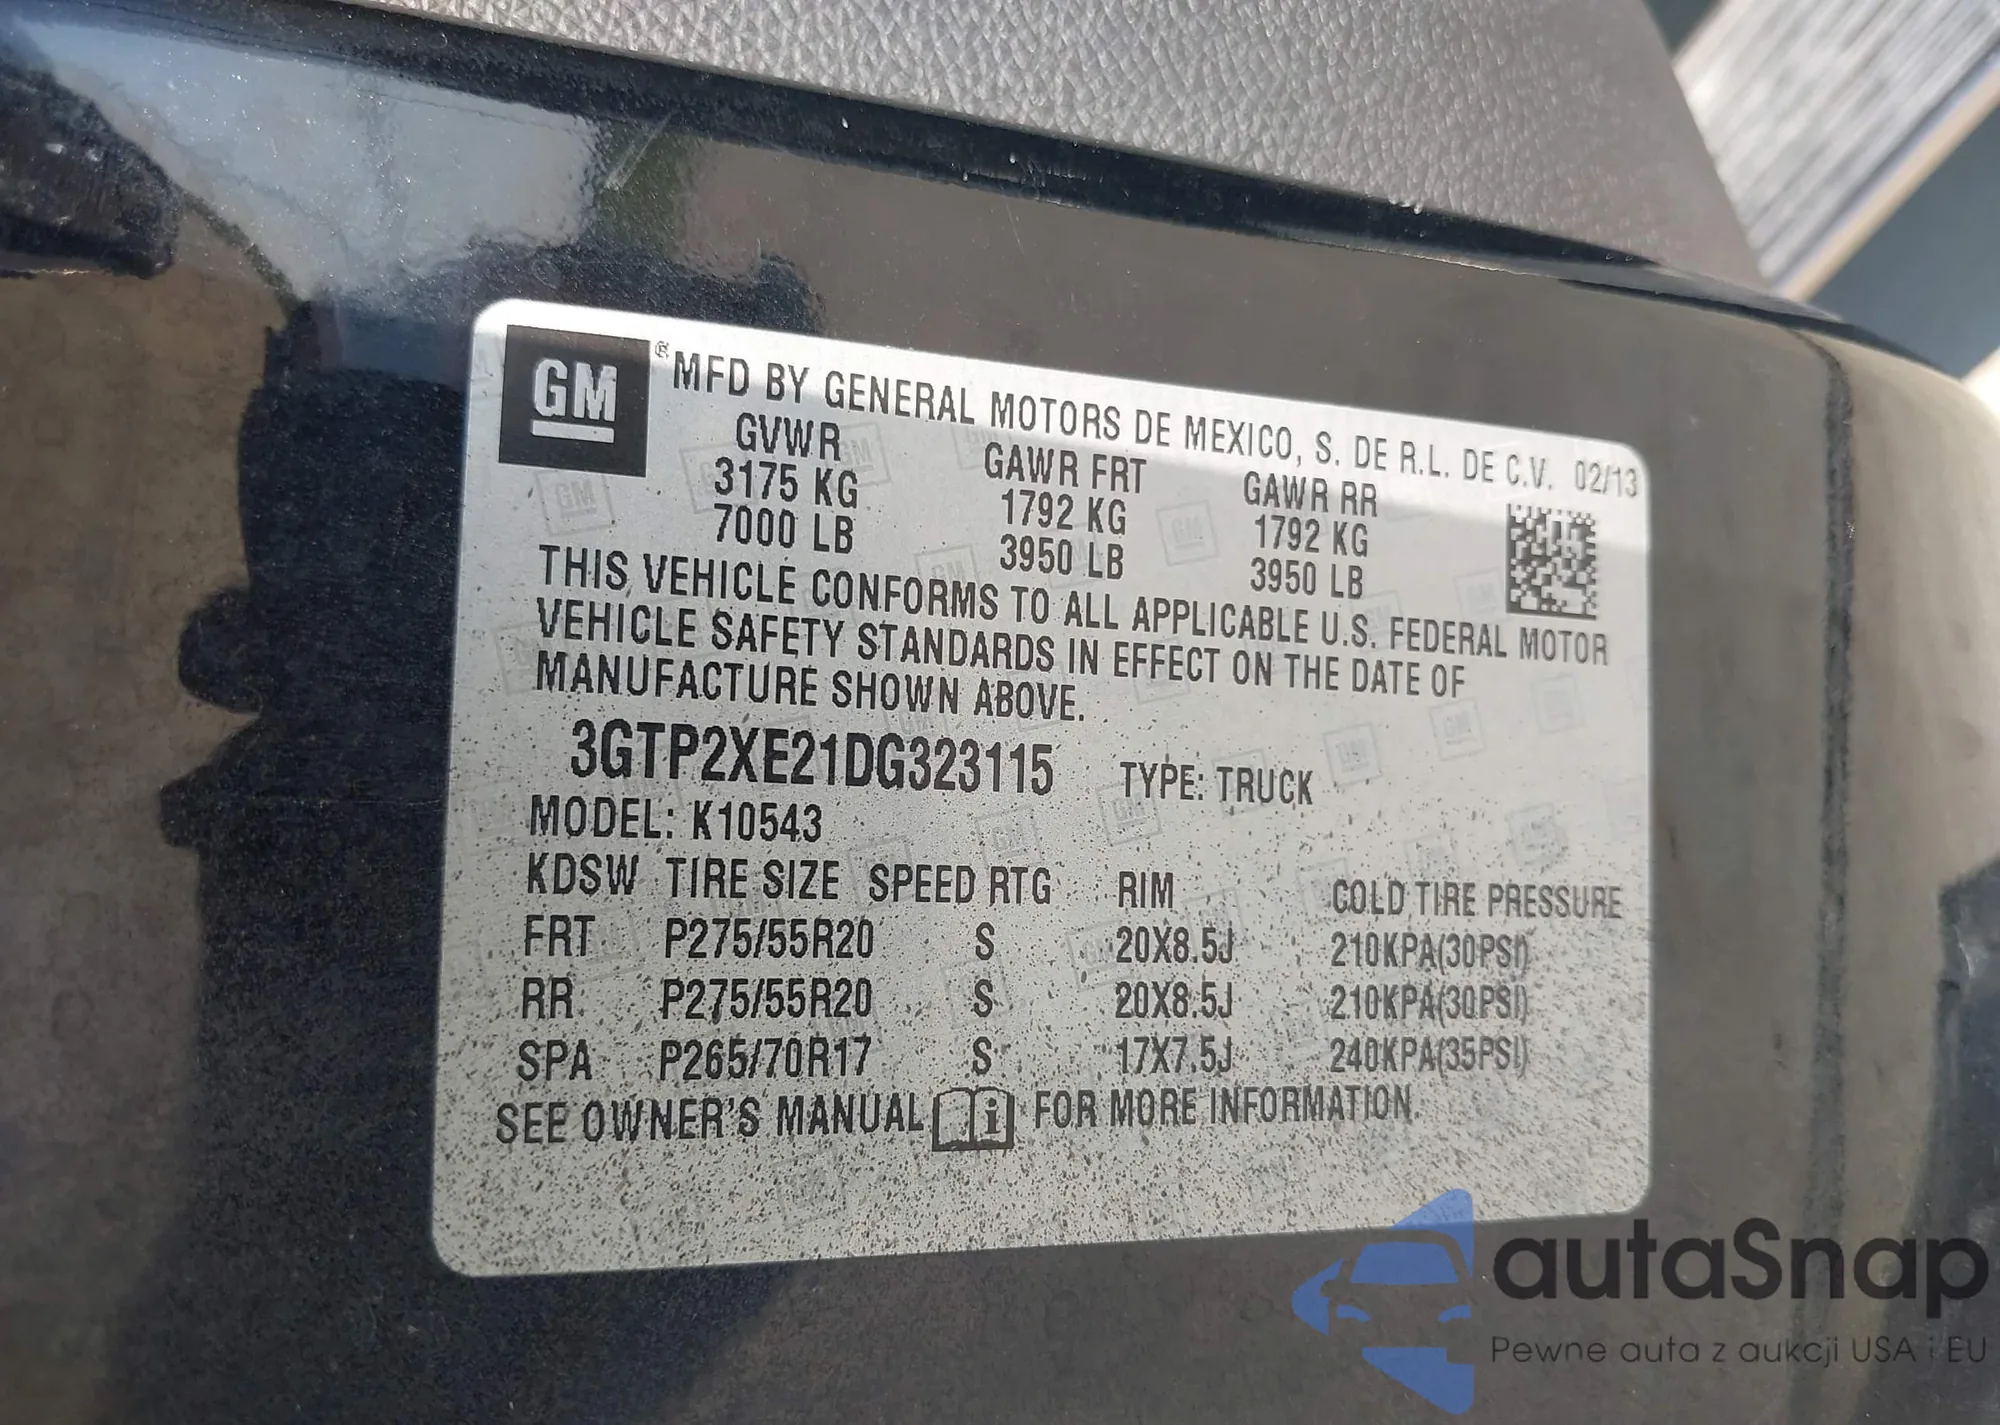 GM ® MFD BY GENERAL MOTORS DE MEXICO, S. DE R.L. DE C.V. 02/13
GVWR GAWR FRT GAWR RR
3175 KG 1792 KG 1792 KG
7000 LB 3950 LB 3950 LB
THIS VEHICLE CONFORMS TO ALL APPLICABLE U.S. FEDERAL MOTOR
VEHICLE SAFETY STANDARDS IN EFFECT ON THE DATE OF
MANUFACTURE SHOWN ABOVE.
3GTP2XE21DG323115 TYPE: TRUCK
MODEL: K10543
KDSW TIRE SIZE SPEED RTG RIM COLD TIRE PRESSURE
FRT P275/55R20 S 20X8.5J 210KPA(30PSI)
RR P275/55R20 S 20X8.5J 210KPA(30PSI)
SPA P265/70R17 S 17X7.5J 240KPA(35PSI)
SEE OWNER'S MANUAL i FOR MORE INFORMATION.
autaSnap
Pewne auta z aukcji USA i EU